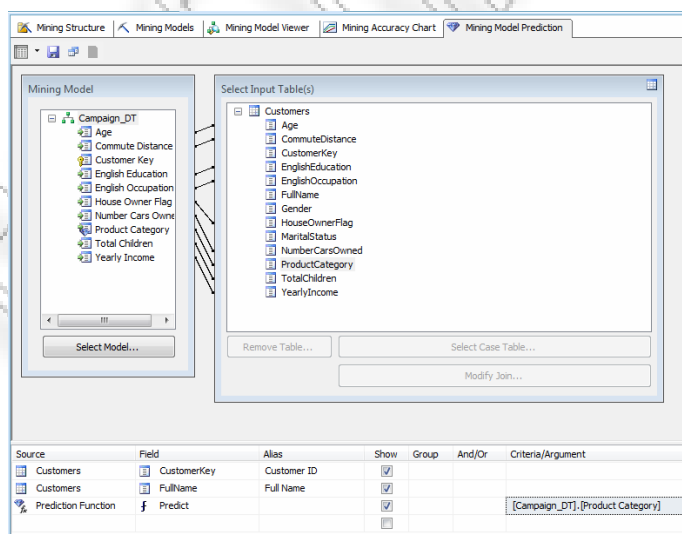 Mining Structure Mining Models Mining Model Viewer Mining Accuracy Chart Mining Model Prediction
Mining Model
Campaign_DT
Age
Commute Distance
Customer Key
English Education
English Occupation
House Owner Flag
Number Cars Owne
Product Category
Total Children
Yearly Income
Select Model...
Select Input Table(s)
Customers
Age
CommuteDistance
CustomerKey
EnglishEducation
EnglishOccupation
FullName
Gender
HouseOwnerFlag
MaritalStatus
NumberCarsOwned
ProductCategory
TotalChildren
YearlyIncome
Remove Table... Select Case Table...
Modify Join...
Source Field Alias Show Group And/Or Criteria/Argument
Customers CustomerKey Customer ID
Customers FullName Full Name
Prediction Function Predict [Campaign_DT].[Product Category]